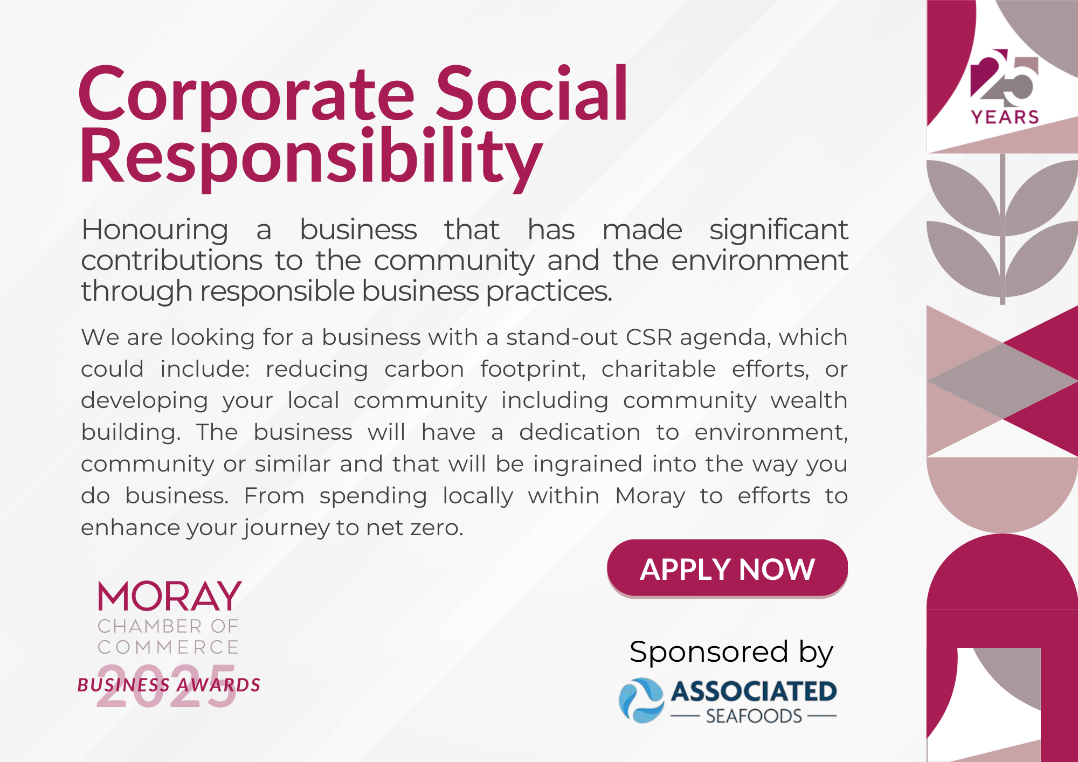 Corporate Social
Responsibility
Honouring a business that has made significant
contributions to the community and the environment
through responsible business practices.
We are looking for a business with a stand-out CSR agenda, which
could include: reducing carbon footprint, charitable efforts, or
developing your local community including community wealth
building. The business will have a dedication to environment,
community or similar and that will be ingrained into the way you
do business. From spending locally within Moray to efforts to
enhance your journey to net zero.
APPLY NOW
MORAY
CHAMBER OF
COMMERCE
2025
BUSINESS AWARDS
Sponsored by
ASSOCIATED
SEAFOODS
25
YEARS